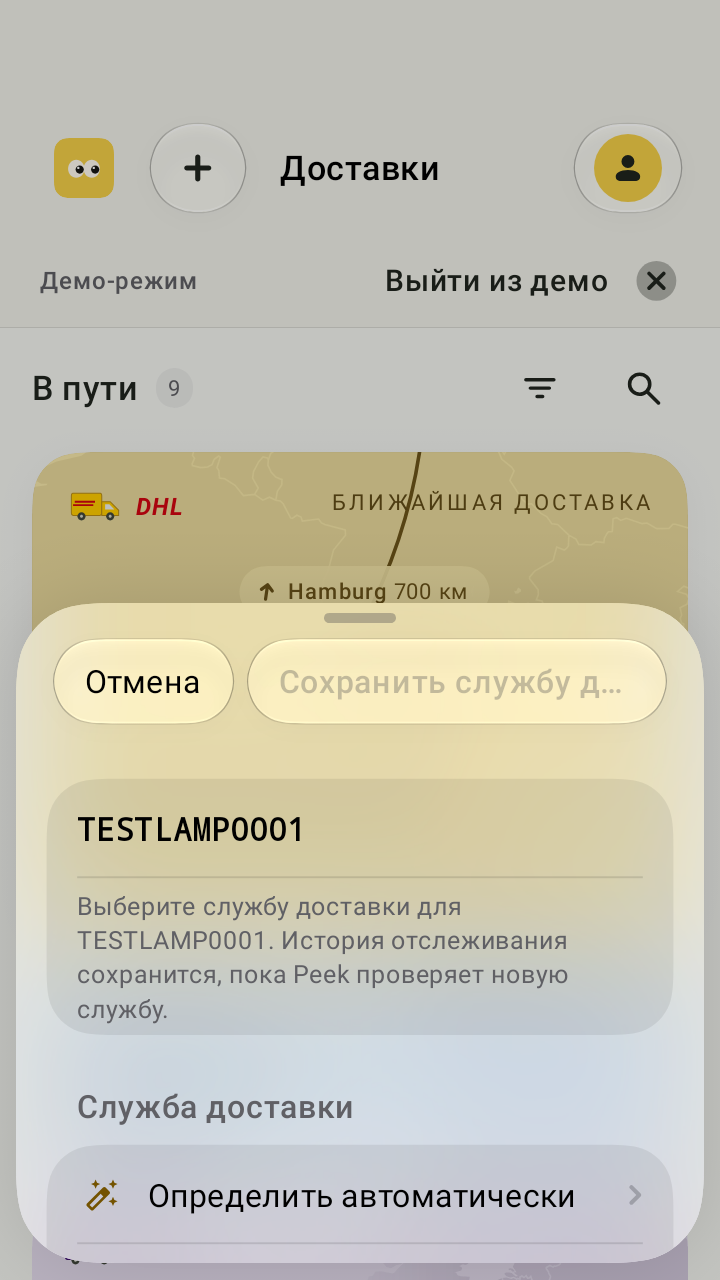 Доставки
Демо-режим
Выйти из демо
В пути 9
DHL
БЛИЖАЙШАЯ ДОСТАВКА
Hamburg 700 км
Отмена
Сохранить службу д...
TESTLAMP0001
Выберите службу доставки для
TESTLAMP0001. История отслеживания
сохранится, пока Peek проверяет новую
службу.
Служба доставки
Определить автоматически